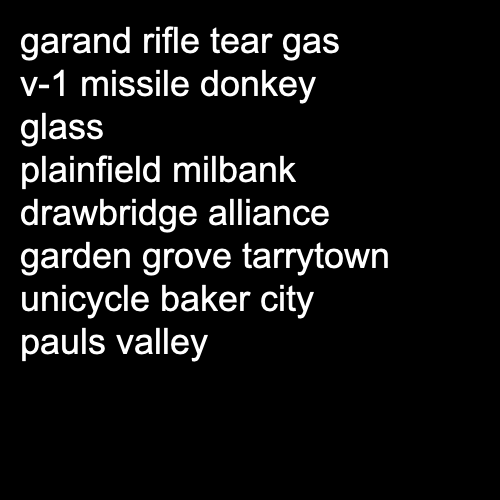 garand rifle tear gas
v-1 missile donkey
glass
plainfield milbank
drawbridge alliance
garden grove tarrytown
unicycle baker city
pauls valley